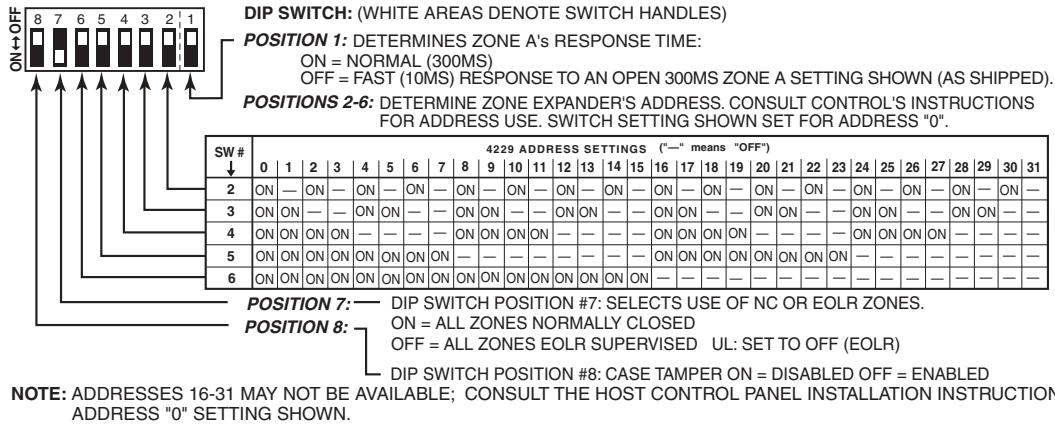 ON↔OFF
8 7 6 5 4 3 2 1
DIP SWITCH: (WHITE AREAS DENOTE SWITCH HANDLES)
POSITION 1: DETERMINES ZONE A's RESPONSE TIME:
ON = NORMAL (300MS)
OFF = FAST (10MS) RESPONSE TO AN OPEN 300MS ZONE A SETTING SHOWN (AS SHIPPED).
POSITIONS 2-6: DETERMINE ZONE EXPANDER'S ADDRESS. CONSULT CONTROL'S INSTRUCTIONS
FOR ADDRESS USE. SWITCH SETTING SHOWN SET FOR ADDRESS "0".
SW # 4229 ADDRESS SETTINGS ("—" means "OFF")
↓ 0 1 2 3 4 5 6 7 8 9 10 11 12 13 14 15 16 17 18 19 20 21 22 23 24 25 26 27 28 29 30 31
2 ON — ON — ON — ON — ON — ON — ON — ON — ON — ON — ON — ON — ON — ON — ON — ON —
3 ON ON — — ON ON — — ON ON — — ON ON — — ON ON — — ON ON — — ON ON — — ON ON — —
4 ON ON ON ON — — — — ON ON ON ON — — — — ON ON ON ON — — — — ON ON ON ON — — — —
5 ON ON ON ON ON ON ON ON — — — — — — — — ON ON ON ON ON ON ON ON — — — — — — — —
6 ON ON ON ON ON ON ON ON ON ON ON ON ON ON ON ON — — — — — — — — — — — — — — — —
POSITION 7: DIP SWITCH POSITION #7: SELECTS USE OF NC OR EOLR ZONES.
POSITION 8: ON = ALL ZONES NORMALLY CLOSED
OFF = ALL ZONES EOLR SUPERVISED UL: SET TO OFF (EOLR)
DIP SWITCH POSITION #8: CASE TAMPER ON = DISABLED OFF = ENABLED
NOTE: ADDRESSES 16-31 MAY NOT BE AVAILABLE; CONSULT THE HOST CONTROL PANEL INSTALLATION INSTRUCTION
ADDRESS "0" SETTING SHOWN.